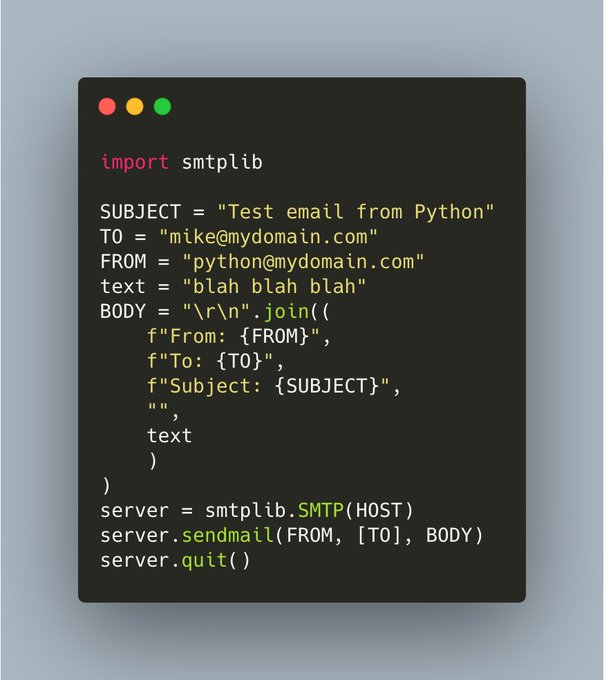 import smtplib

SUBJECT = "Test email from Python"
TO = "mike@mydomain.com"
FROM = "python@mydomain.com"
text = "blah blah blah"
BODY = "\r\n".join((
    f"From: {FROM}",
    f"To: {TO}",
    f"Subject: {SUBJECT}",
    "",
    text
    )
)
server = smtplib.SMTP(HOST)
server.sendmail(FROM, [TO], BODY)
server.quit()